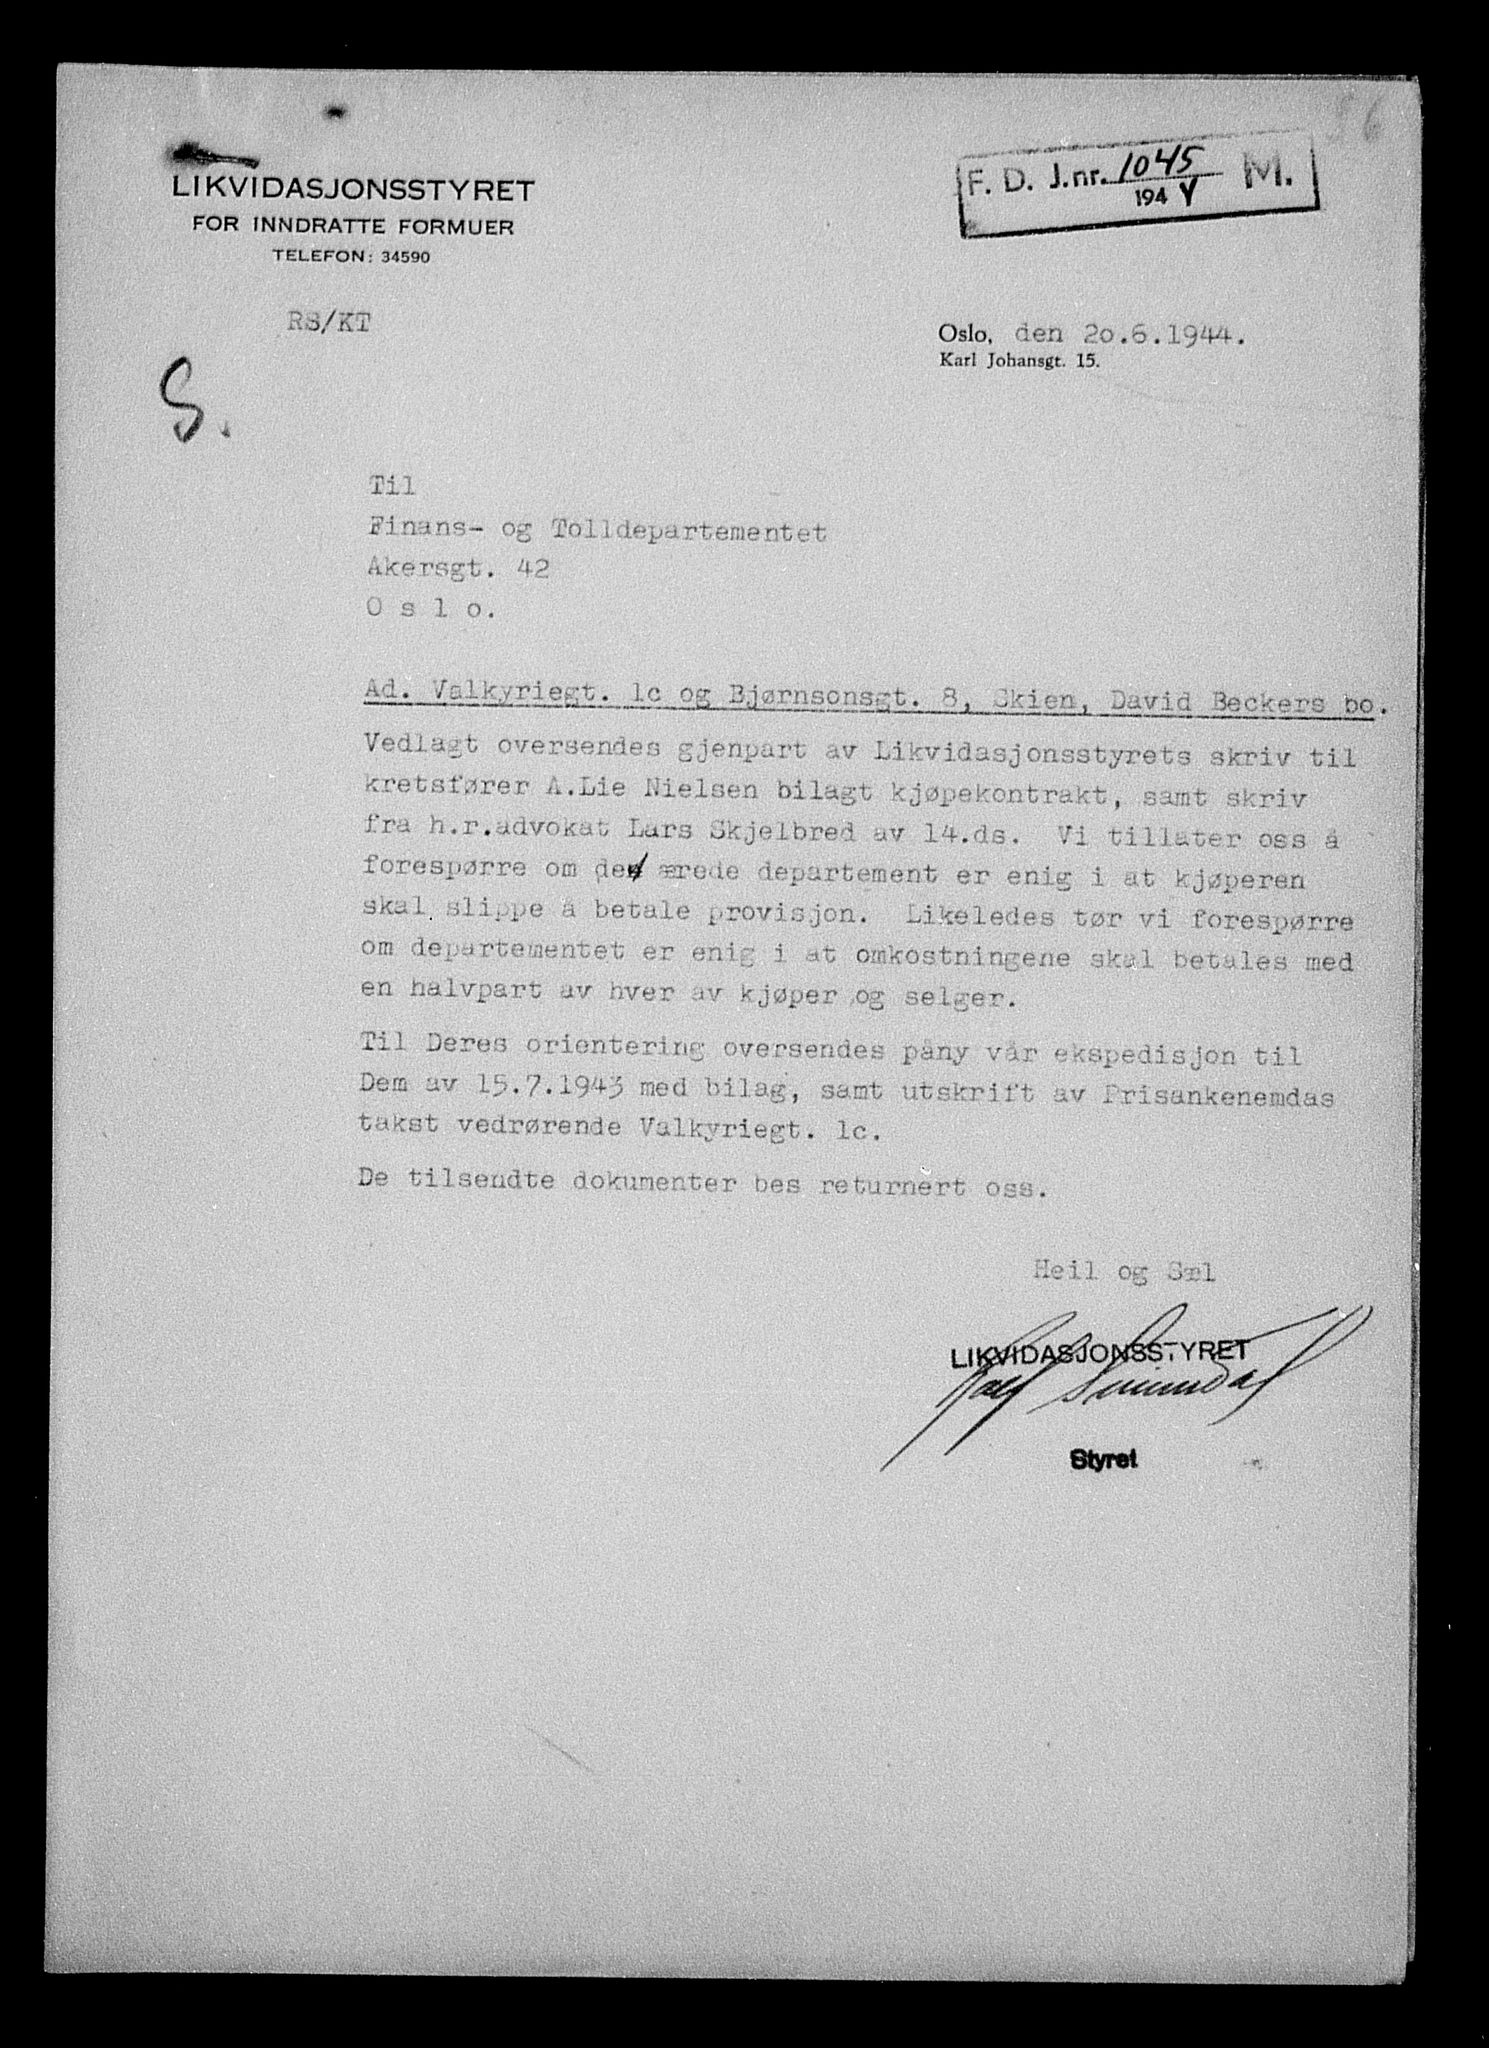 56
F. D. J.nr. 1045 M.
194 4
LIKVIDASJONSSTYRET
FOR INNDRATTE FORMUER
TELEFON: 34590
RS/KT
Oslo, den 2o.6.1944.
Karl Johansgt. 15.
S.
Til
Finans- og Tolldepartementet
Akersgt. 42
O s l o.
Ad. Valkyriegt. 1c og Bjørnsonsgt. 8, Skien, David Beckers bo.
Vedlagt oversendes gjenpart av Likvidasjonsstyrets skriv til
kretsfører A.Lie Nielsen bilagt kjøpekontrakt, samt skriv
fra h.r.advokat Lars Skjelbred av 14.ds. Vi tillater oss å
forespørre om det ærede departement er enig i at kjøperen
skal slippe å betale provisjon. Likeledes tør vi forespørre
om departementet er enig i at omkostningene skal betales med
en halvpart av hver av kjøper og selger.
Til Deres orientering oversendes påny vår ekspedisjon til
Dem av 15.7.1943 med bilag, samt utskrift av Prisankenemdas
takst vedrørende Valkyriegt. 1c.
De tilsendte dokumenter bes returnert oss.
Heil og Sæl
LIKVIDASJONSSTYRET
Rolf
Styret